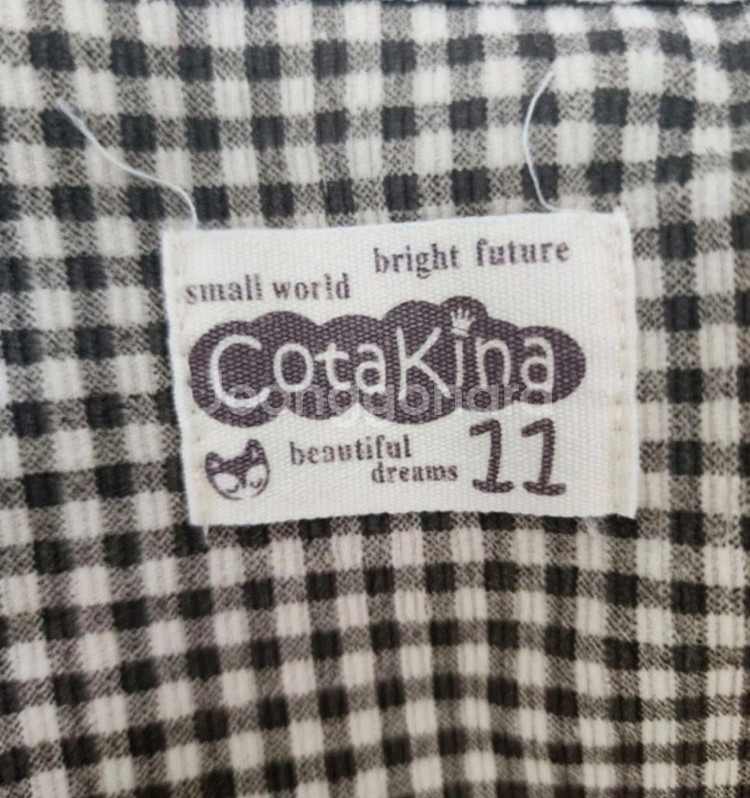 bright future
small world
CotaKina
beautiful
dreams
11